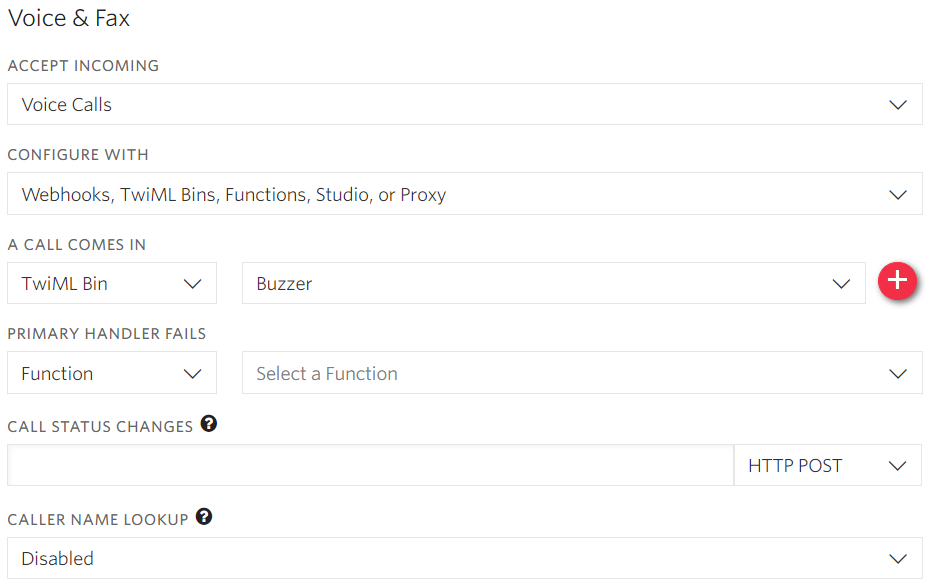 Voice & Fax
ACCEPT INCOMING
Voice Calls
CONFIGURE WITH
Webhooks, TwiML Bins, Functions, Studio, or Proxy
A CALL COMES IN
TwiML Bin Buzzer
PRIMARY HANDLER FAILS
Function Select a Function
CALL STATUS CHANGES ?
HTTP POST
CALLER NAME LOOKUP ?
Disabled